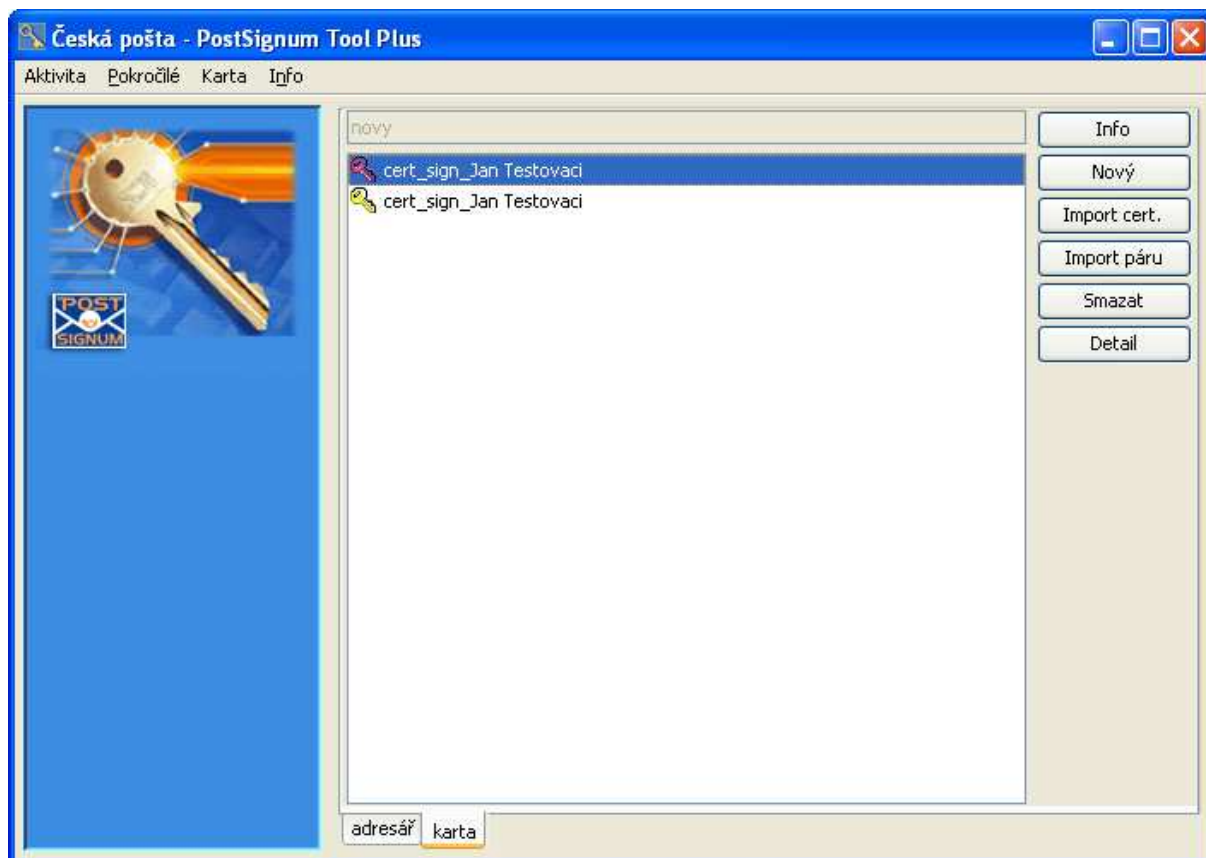 Česká pošta - PostSignum Tool Plus
Aktivita Pokročilé Karta Info
POST
SIGNUM
novy
cert_sign_Jan Testovaci
cert_sign_Jan Testovaci
Info
Nový
Import cert.
Import páru
Smazat
Detail
adresář karta